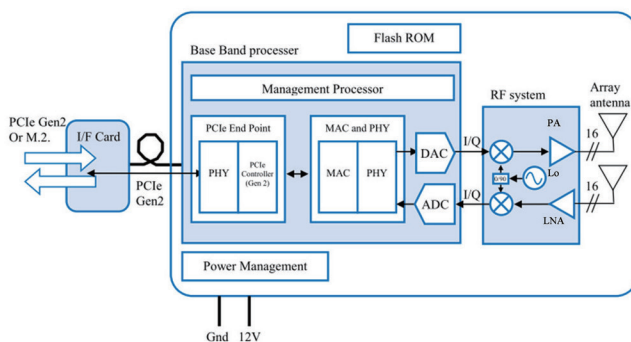 Flash ROM
Base Band processer
Management Processor
RF system
Array
antenna
PCIe Gen2
Or M.2.
I/F Card
PCIe End Point
MAC and PHY
PA
DAC
I/Q
16
PHY
PCIe
Controller
(Gen 2)
MAC
PHY
Lo
0/90
PCIe
Gen2
I/Q
16
ADC
LNA
Power Management
Gnd
12V